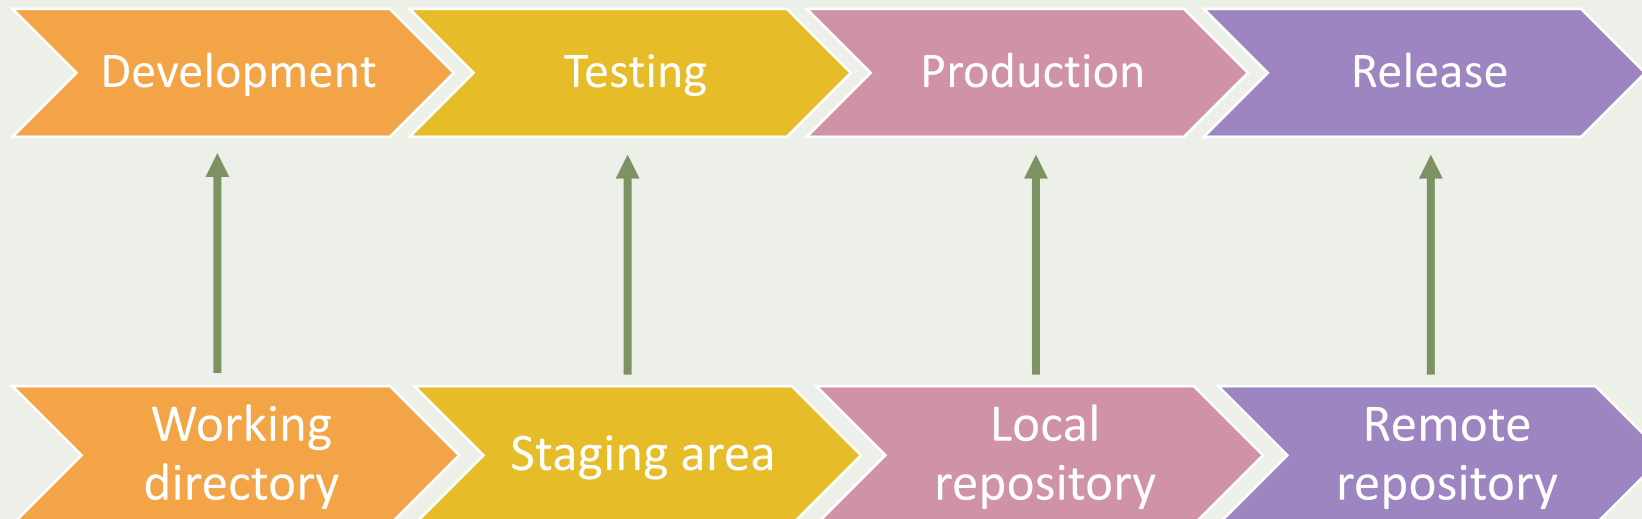 Development
Testing
Production
Release
Working
directory
Staging area
Local
repository
Remote
repository